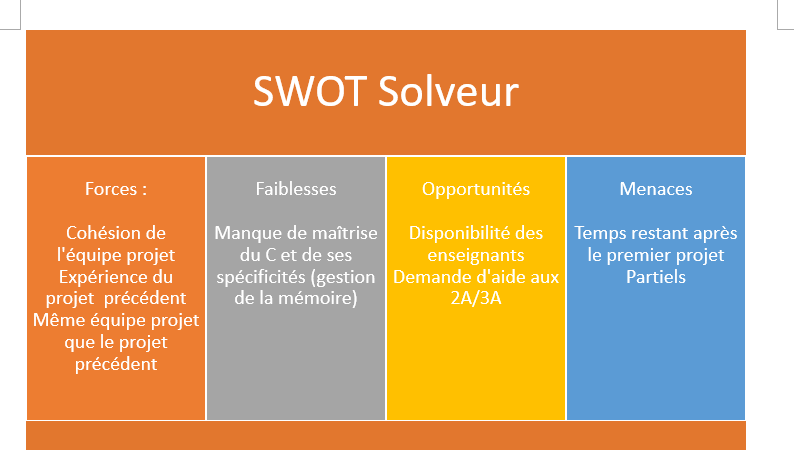 SWOT Solveur
Forces :
Cohésion de
l'équipe projet
Expérience du
projet  précédent
Même équipe projet
que le projet
précédent
Faiblesses
Manque de maîtrise
du C et de ses
spécificités (gestion
de la mémoire)
Opportunités
Disponibilité des
enseignants
Demande d'aide aux
2A/3A
Menaces
Temps restant après
le premier projet
Partiels